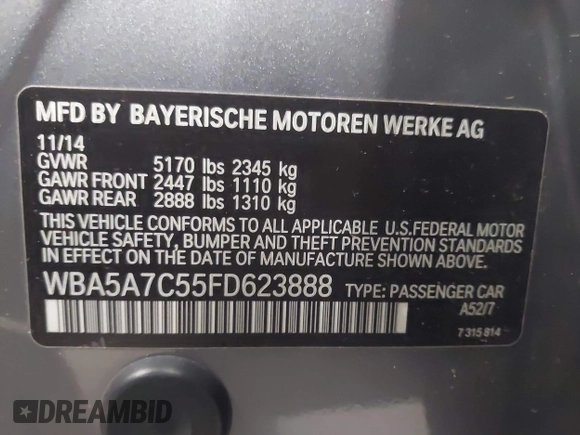 MFD BY BAYERISCHE MOTOREN WERKE AG
11/14
GVWR 5170 lbs 2345 kg
GAWR FRONT 2447 lbs 1110 kg
GAWR REAR 2888 lbs 1310 kg
THIS VEHICLE CONFORMS TO ALL APPLICABLE U.S.FEDERAL MOTOR
VEHICLE SAFETY, BUMPER AND THEFT PREVENTION STANDARDS
IN EFFECT ON THE DATE OF MANUFACTURE SHOWN ABOVE.
WBA5A7C55FD623888 TYPE: PASSENGER CAR
A52/7
7 315 814
DREAMBID